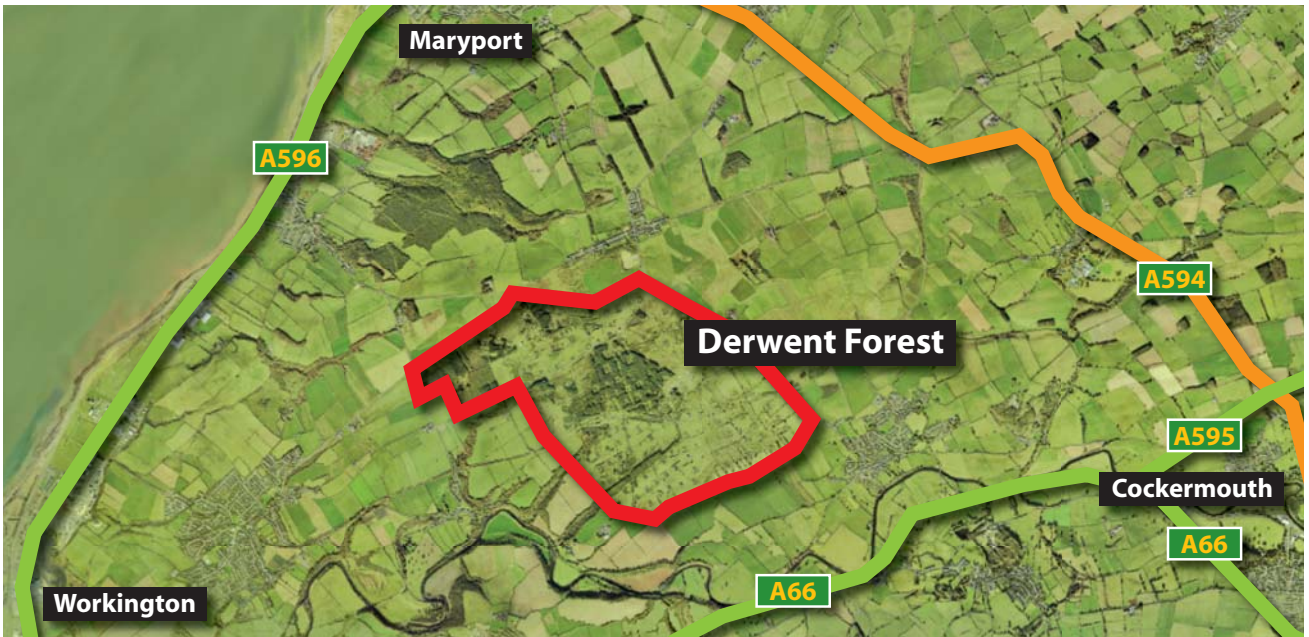 Maryport
A596
A594
Derwent Forest
A595
Cockermouth
A66
A66
Workington